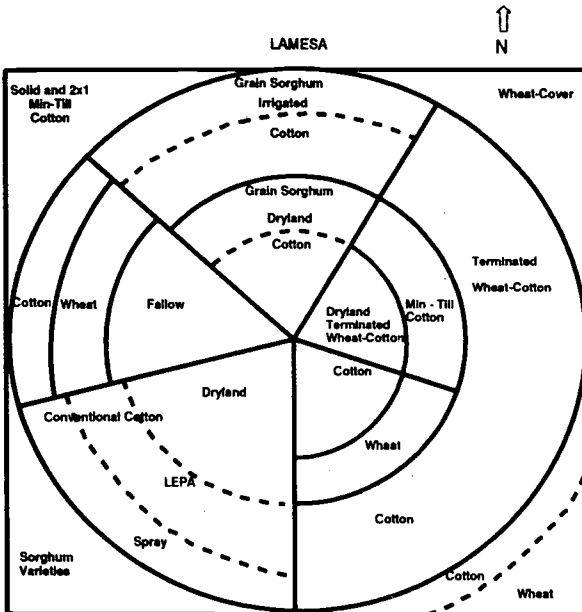 LAMESA
N
Solid and 2x1
Min-Till
Cotton
Grain Sorghum
Irrigated
Cotton
Wheat-Cover
Grain Sorghum
Dryland
Cotton
Terminated
Wheat-Cotton
Cotton
Wheat
Fallow
Dryland
Terminated
Wheat-Cotton
Min - Till
Cotton
Cotton
Dryland
Conventional Cotton
Wheat
LEPA
Cotton
Spray
Sorghum
Varieties
Cotton
Wheat